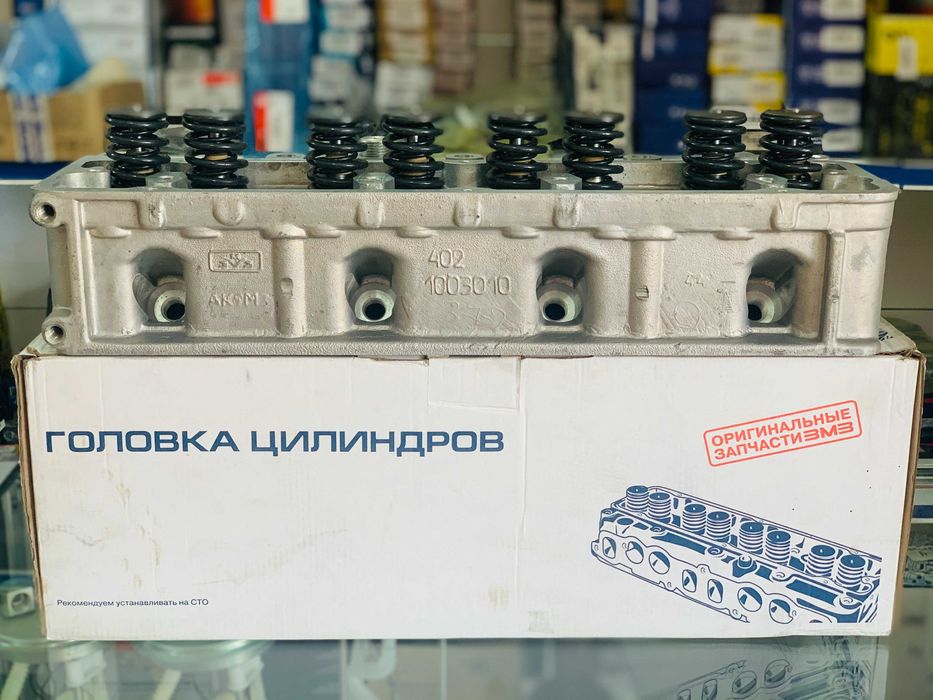 402
1003010
ГОЛОВКА ЦИЛИНДРОВ
ОРИГИНАЛЬНЫЕ
ЗАПЧАСТИ ЗМЗ
Рекомендуем устанавливать на СТО